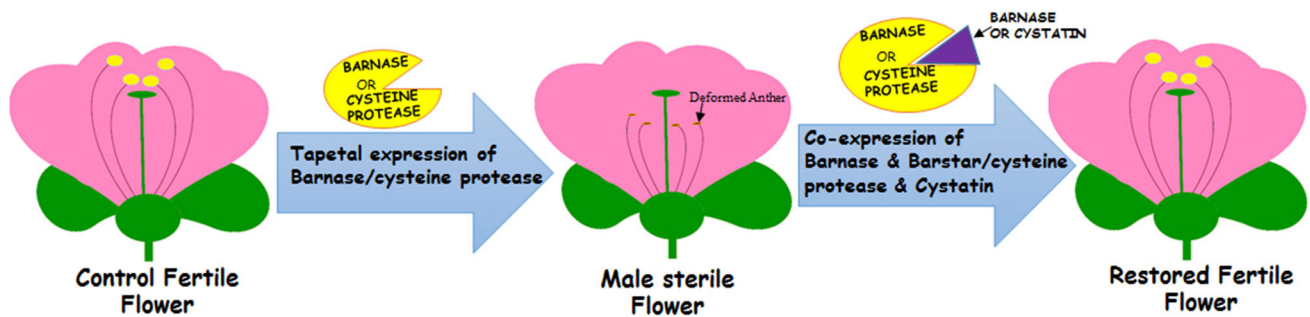 BARNASE
OR
CYSTEINE
PROTEASE
Tapetal expression of
Barnase/cysteine protease
Control Fertile
Flower
Deformed Anther
Male sterile
Flower
BARNASE
OR
CYSTEINE
PROTEASE
BARNASE
OR CYSTATIN
Co-expression of
Barnase & Barstar/cysteine
protease & Cystatin
Restored Fertile
Flower